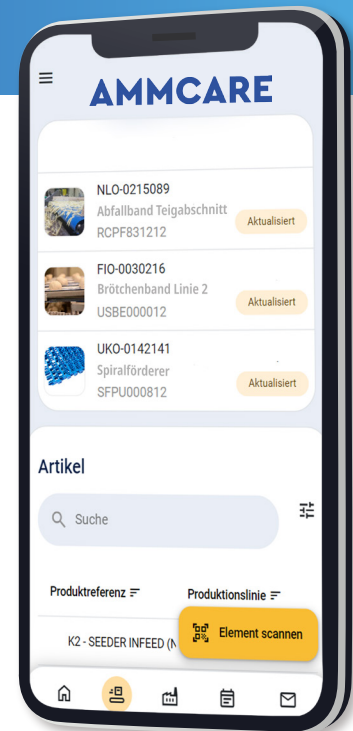 AMMCARE
NLO-0215089
Abfallband Teigabschnitt
RCPF831212
Aktualisiert
FIO-0030216
Brötchenband Linie 2
USBE000012
Aktualisiert
UKO-0142141
Spiralförderer
SFPU000812
Aktualisiert
Artikel
Suche
Produktreferenz
Produktionslinie
K2 - SEEDER INFEED (N
Element scannen